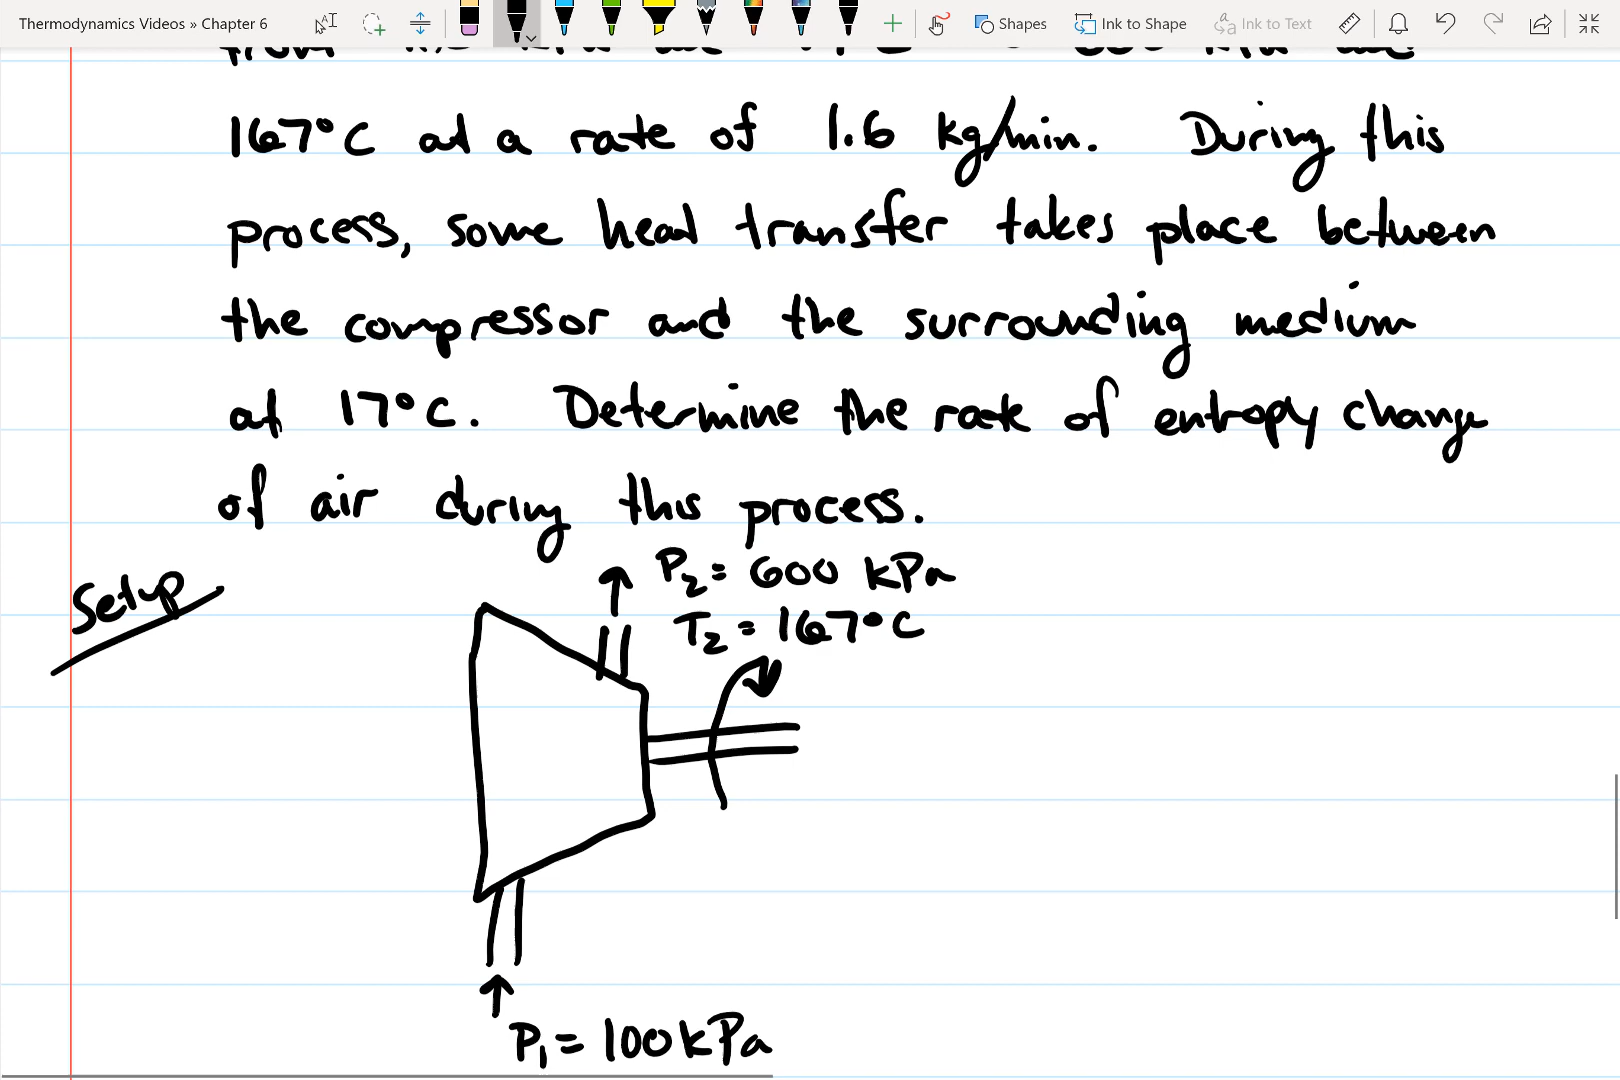 Thermodynamics Videos » Chapter 6
Shapes
Ink to Shape
Ink to Text
from
167°C at a rate of 1.6 kg/min. During this
process, some heat transfer takes place between
the compressor and the surrounding medium
at 17°C. Determine the rate of entropy change
of air during this process.
Setup
P₂ = 600 kPa
T₂ = 167°C
P₁ = 100 kPa